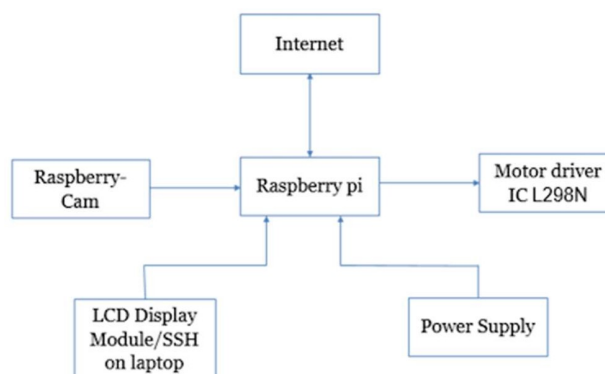 Internet
Raspberry-
Cam
Raspberry pi
Motor driver
IC L298N
LCD Display
Module/SSH
on laptop
Power Supply